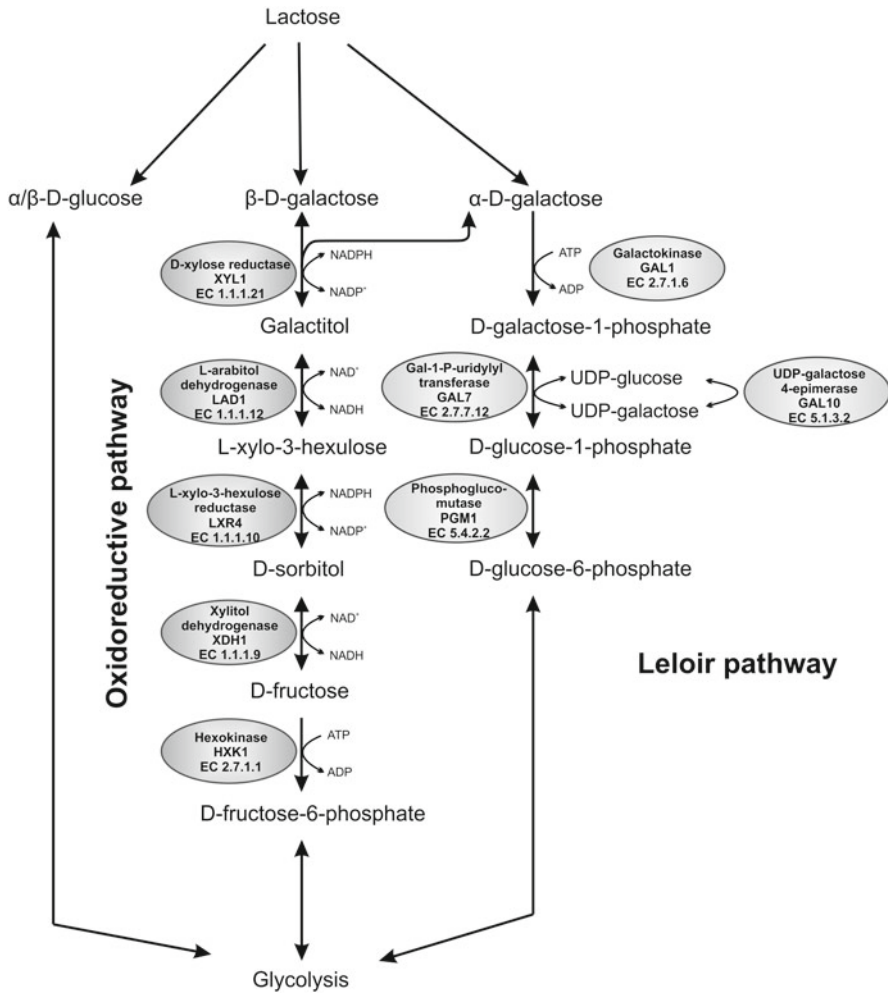 Lactose
α/β-D-glucose
β-D-galactose
α-D-galactose
D-xylose reductase
XYL1
EC 1.1.1.21
NADPH
NADP⁺
Galactokinase
GAL1
EC 2.7.1.6
ATP
ADP
Galactitol
D-galactose-1-phosphate
L-arabitol
dehydrogenase
LAD1
EC 1.1.1.12
NAD⁺
NADH
Gal-1-P-uridylyl
transferase
GAL7
EC 2.7.7.12
UDP-glucose
UDP-galactose
UDP-galactose
4-epimerase
GAL10
EC 5.1.3.2
L-xylo-3-hexulose
D-glucose-1-phosphate
L-xylo-3-hexulose
reductase
LXR4
EC 1.1.1.10
NADPH
NADP⁺
Phosphogluco-
mutase
PGM1
EC 5.4.2.2
D-sorbitol
D-glucose-6-phosphate
Xylitol
dehydrogenase
XDH1
EC 1.1.1.9
NAD⁺
NADH
Oxidoreductive pathway
Leloir pathway
D-fructose
Hexokinase
HXK1
EC 2.7.1.1
ATP
ADP
D-fructose-6-phosphate
Glycolysis